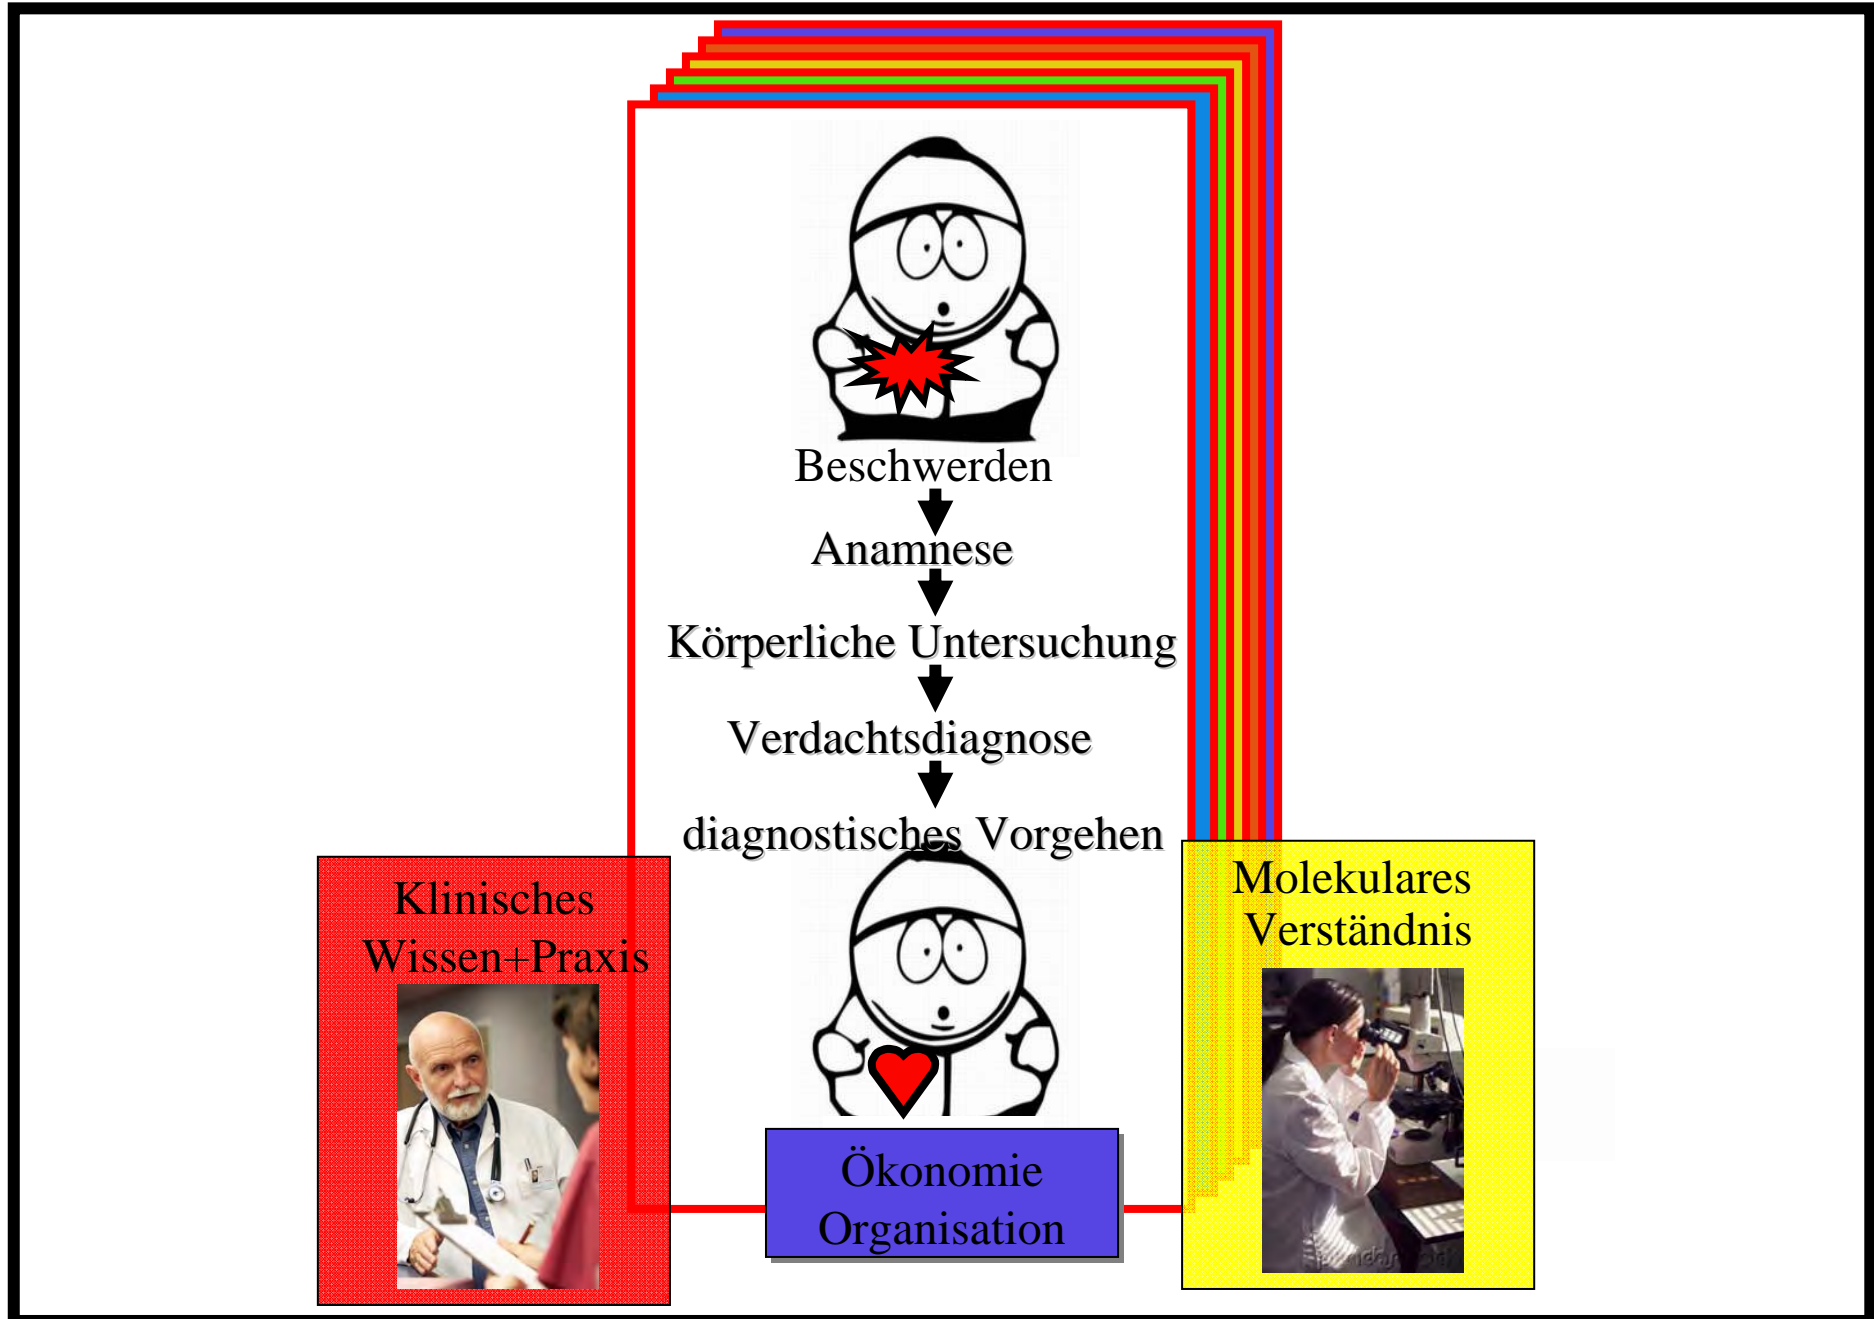 Beschwerden
Anamnese
Körperliche Untersuchung
Verdachtsdiagnose
diagnostisches Vorgehen
Klinisches
Wissen+Praxis
Molekulares
Verständnis
Ökonomie
Organisation